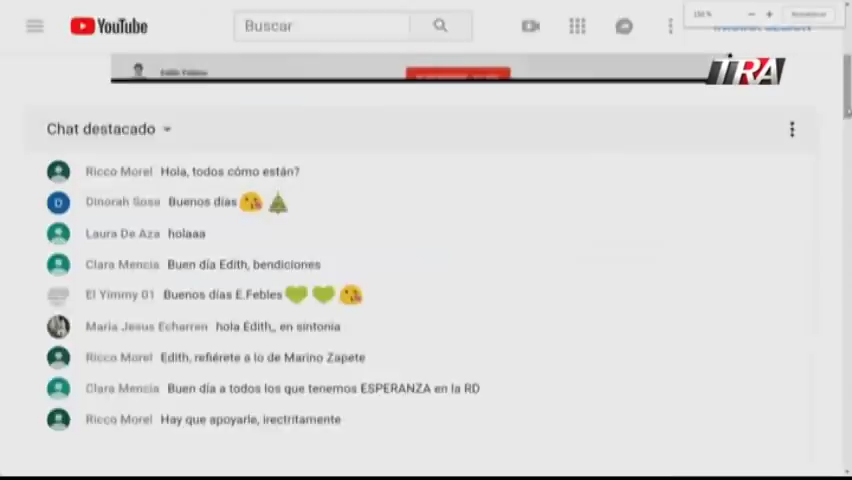 YouTube
Buscar
TRA
Chat destacado
Ricco Morel Hola, todos cómo están?
Dinorah Sosa Buenos días
D
Laura De Aza holaaa
Clara Mencia Buen día Edith, bendiciones
El Yimmy 01 Buenos días E.Febles
Maria Jesus Echarren hola Edith,, en sintonia
Ricco Morel Edith, refiérete a lo de Marino Zapete
Clara Mencia Buen día a todos los que tenemos ESPERANZA en la RD
Ricco Morel Hay que apoyarle, irectritamente